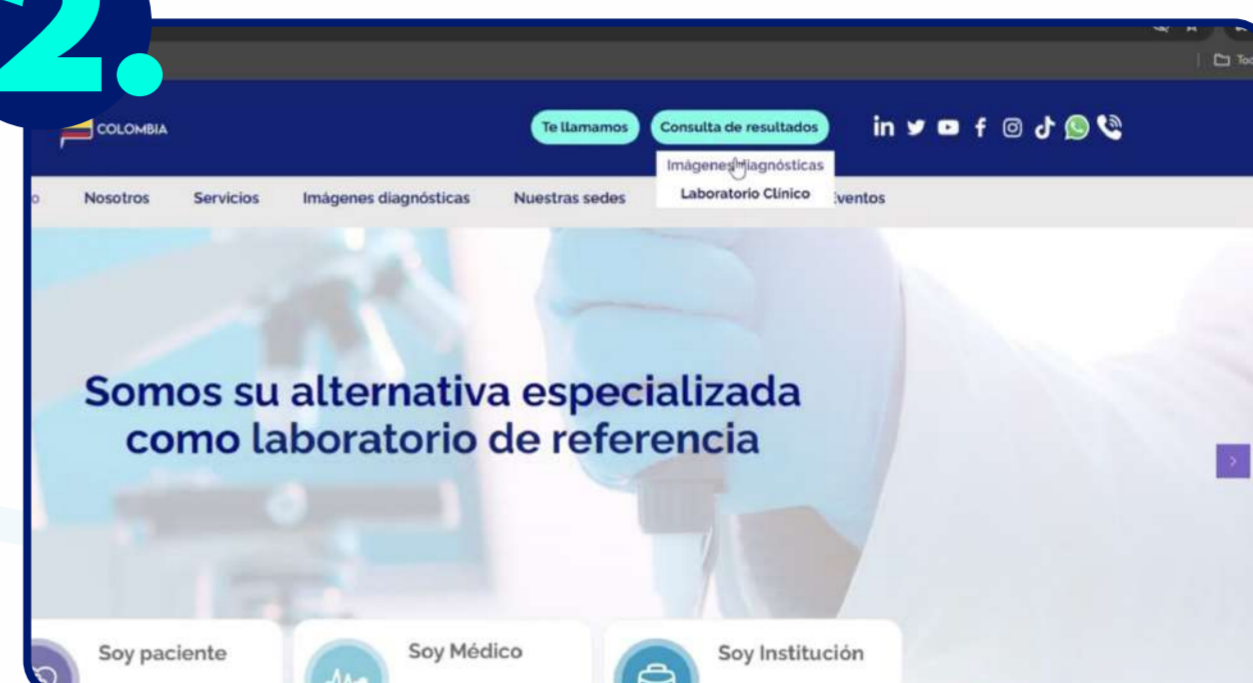 2.
COLOMBIA
Te llamamos
Consulta de resultados
Imágenes
Laboratorio Clínico
Nosotros
Servicios
Imágenes diagnósticas
Nuestras sedes
Somos su alternativa especializada
como laboratorio de referencia
Soy paciente
Soy Médico
Soy Institución